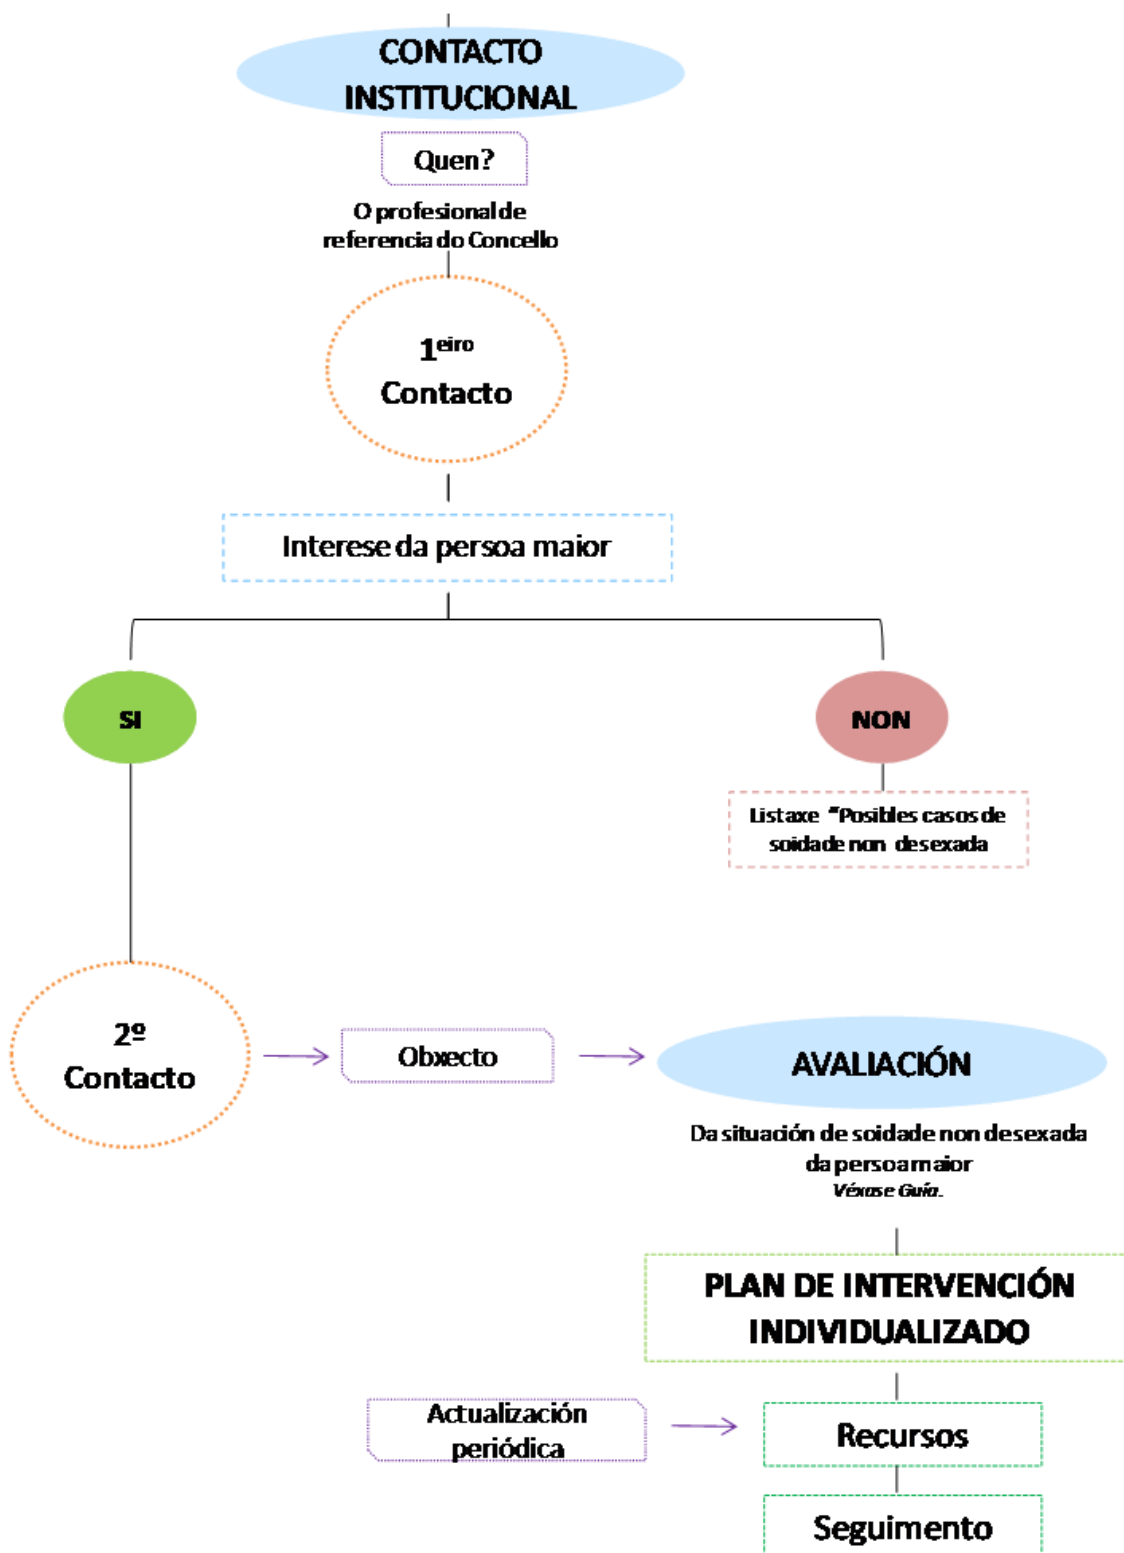 CONTACTO
INSTITUCIONAL
Quen?
O profesional de
referencia do Concello
1eiro
Contacto
Interese da persoa maior
SI
NON
Listaxe “Posibles casos de
soidade non desexada
2º
Contacto
Obxecto
AVALIACIÓN
Da situación de soidade non desexada
da persoa maior
Véxase Guía.
PLAN DE INTERVENCIÓN
INDIVIDUALIZADO
Actualización
periódica
Recursos
Seguimento